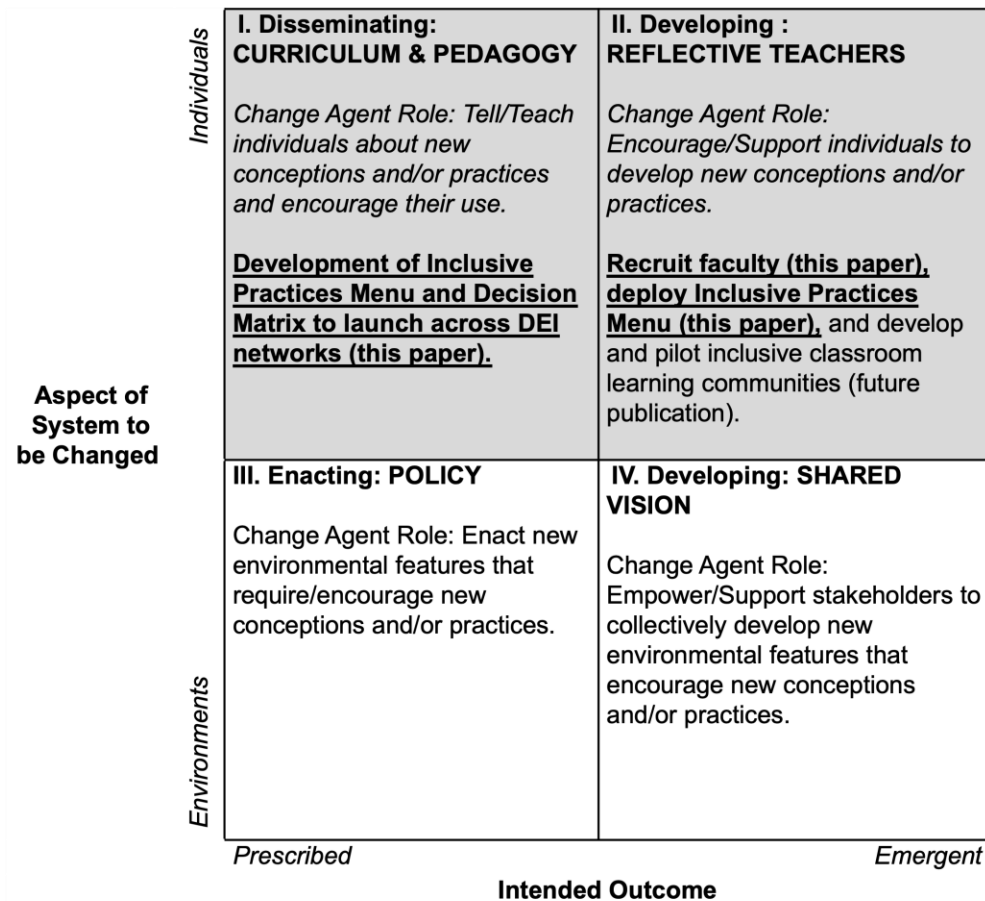 Individuals
I. Disseminating:
CURRICULUM & PEDAGOGY
Change Agent Role: Tell/Teach
individuals about new
conceptions and/or practices
and encourage their use.
Development of Inclusive
Practices Menu and Decision
Matrix to launch across DEI
networks (this paper).
II. Developing :
REFLECTIVE TEACHERS
Change Agent Role:
Encourage/Support individuals to
develop new conceptions and/or
practices.
Recruit faculty (this paper),
deploy Inclusive Practices
Menu (this paper), and develop
and pilot inclusive classroom
learning communities (future
publication).
Aspect of
System to
be Changed
Environments
III. Enacting: POLICY
Change Agent Role: Enact new
environmental features that
require/encourage new
conceptions and/or practices.
IV. Developing: SHARED
VISION
Change Agent Role:
Empower/Support stakeholders to
collectively develop new
environmental features that
encourage new conceptions
and/or practices.
Prescribed
Emergent
Intended Outcome